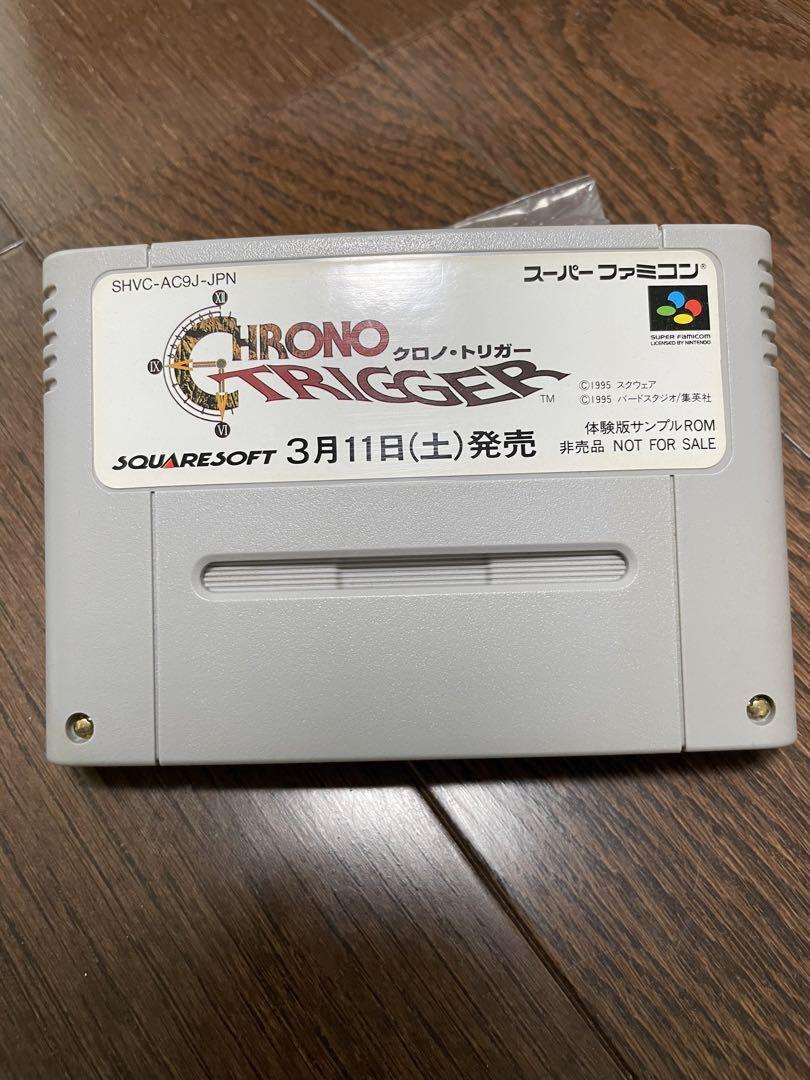 SHVC-AC9J-JPN
スーパーファミコン®
XII
IX
VI
CHRONO
TRIGGER™
クロノ・トリガー
SUPER FAMICOM
LICENSED BY NINTENDO
©1995 スクウェア
©1995 バードスタジオ/集英社
SQUARESOFT 3月11日(土)発売
体験版サンプルROM
非売品 NOT FOR SALE